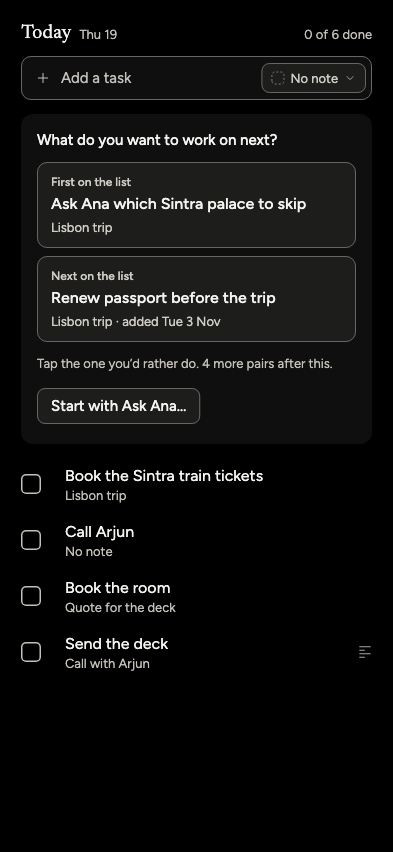 Today Thu 19 0 of 6 done
Add a task No note
What do you want to work on next?
First on the list
Ask Ana which Sintra palace to skip
Lisbon trip
Next on the list
Renew passport before the trip
Lisbon trip · added Tue 3 Nov
Tap the one you’d rather do. 4 more pairs after this.
Start with Ask Ana…
Book the Sintra train tickets
Lisbon trip
Call Arjun
No note
Book the room
Quote for the deck
Send the deck
Call with Arjun